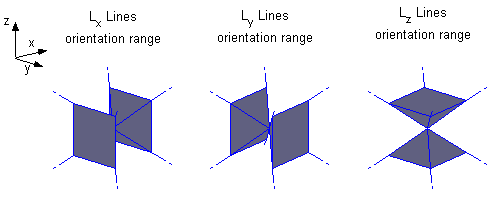 Lx Lines
orientation range
Ly Lines
orientation range
Lz Lines
orientation range
z
x
y